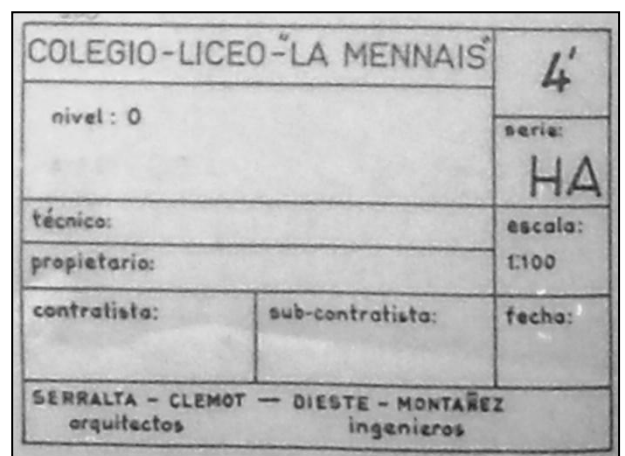 COLEGIO-LICEO-"LA MENNAIS"
4'
nivel: 0
serie:
HA
técnico:
escala:
propietario:
1:100
contratista:
sub-contratista:
fecha:
SERRALTA - CLEMOT — DIESTE - MONTAÑEZ
arquitectos
ingenieros